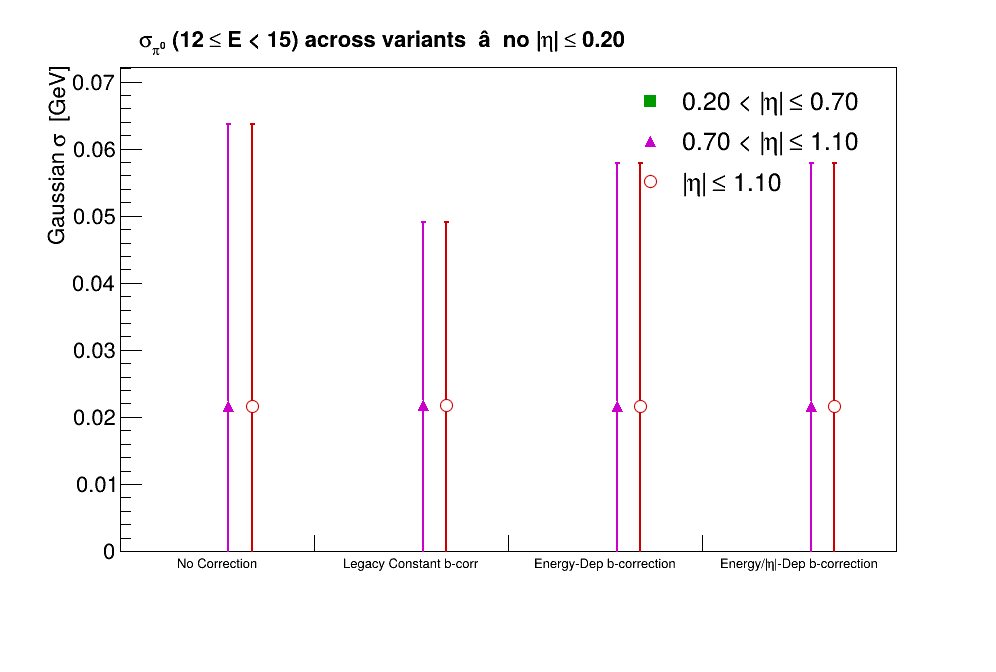 σπ⁰ (12 ≤ E < 15) across variants â no |η| ≤ 0.20
Gaussian σ [GeV]
0.07
0.06
0.05
0.04
0.03
0.02
0.01
0
0.20 < |η| ≤ 0.70
0.70 < |η| ≤ 1.10
|η| ≤ 1.10
No Correction
Legacy Constant b-corr
Energy-Dep b-correction
Energy/|η|-Dep b-correction